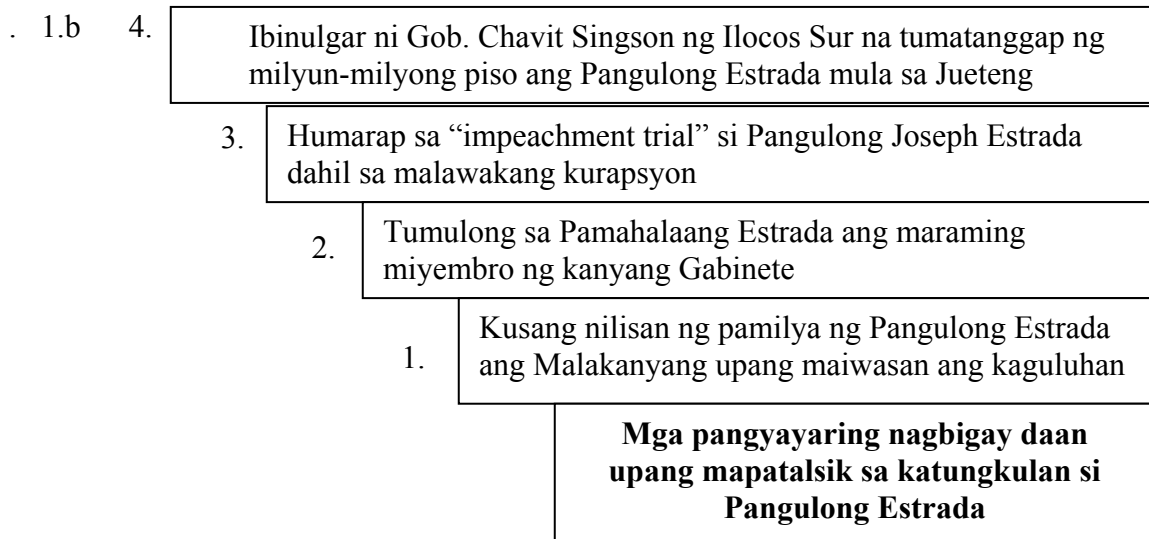 . 1.b 4. Ibinulgar ni Gob. Chavit Singson ng Ilocos Sur na tumatanggap ng
milyun-milyong piso ang Pangulong Estrada mula sa Jueteng
3. Humarap sa “impeachment trial” si Pangulong Joseph Estrada
dahil sa malawakang kurapsyon
2. Tumulong sa Pamahalaang Estrada ang maraming
miyembro ng kanyang Gabinete
1. Kusang nilisan ng pamilya ng Pangulong Estrada
ang Malakanyang upang maiwasan ang kaguluhan
Mga pangyayaring nagbigay daan
upang mapatalsik sa katungkulan si
Pangulong Estrada